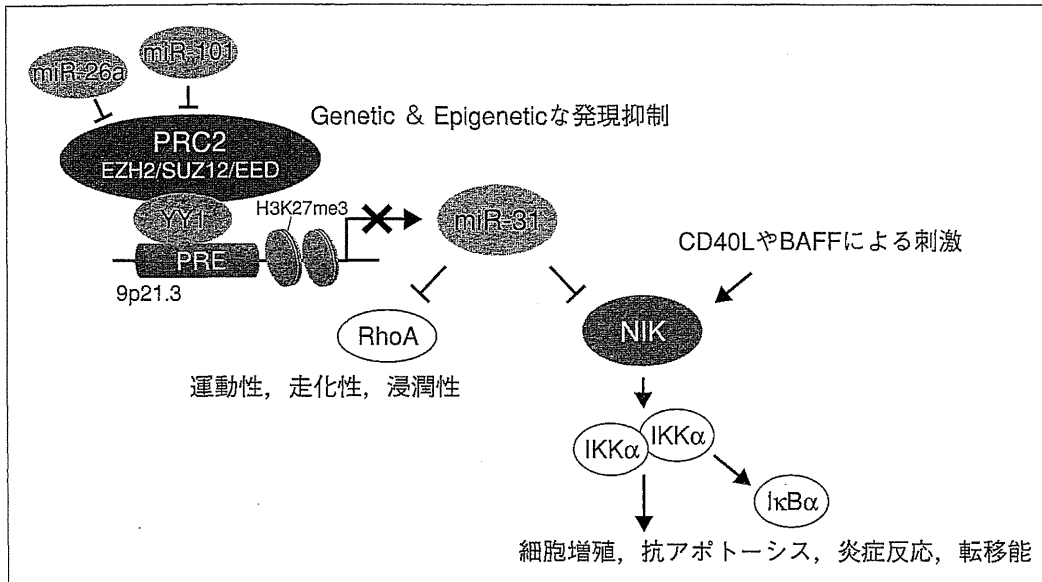 miR-26a
miR-101
Genetic & Epigeneticな発現抑制
PRC2
EZH2/SUZ12/EED
YY1
H3K27me3
miR-31
PRE
9p21.3
CD40LやBAFFによる刺激
RhoA
NIK
運動性，走化性，浸潤性
IKKα
IKKα
IκBα
細胞増殖，抗アポトーシス，炎症反応，転移能